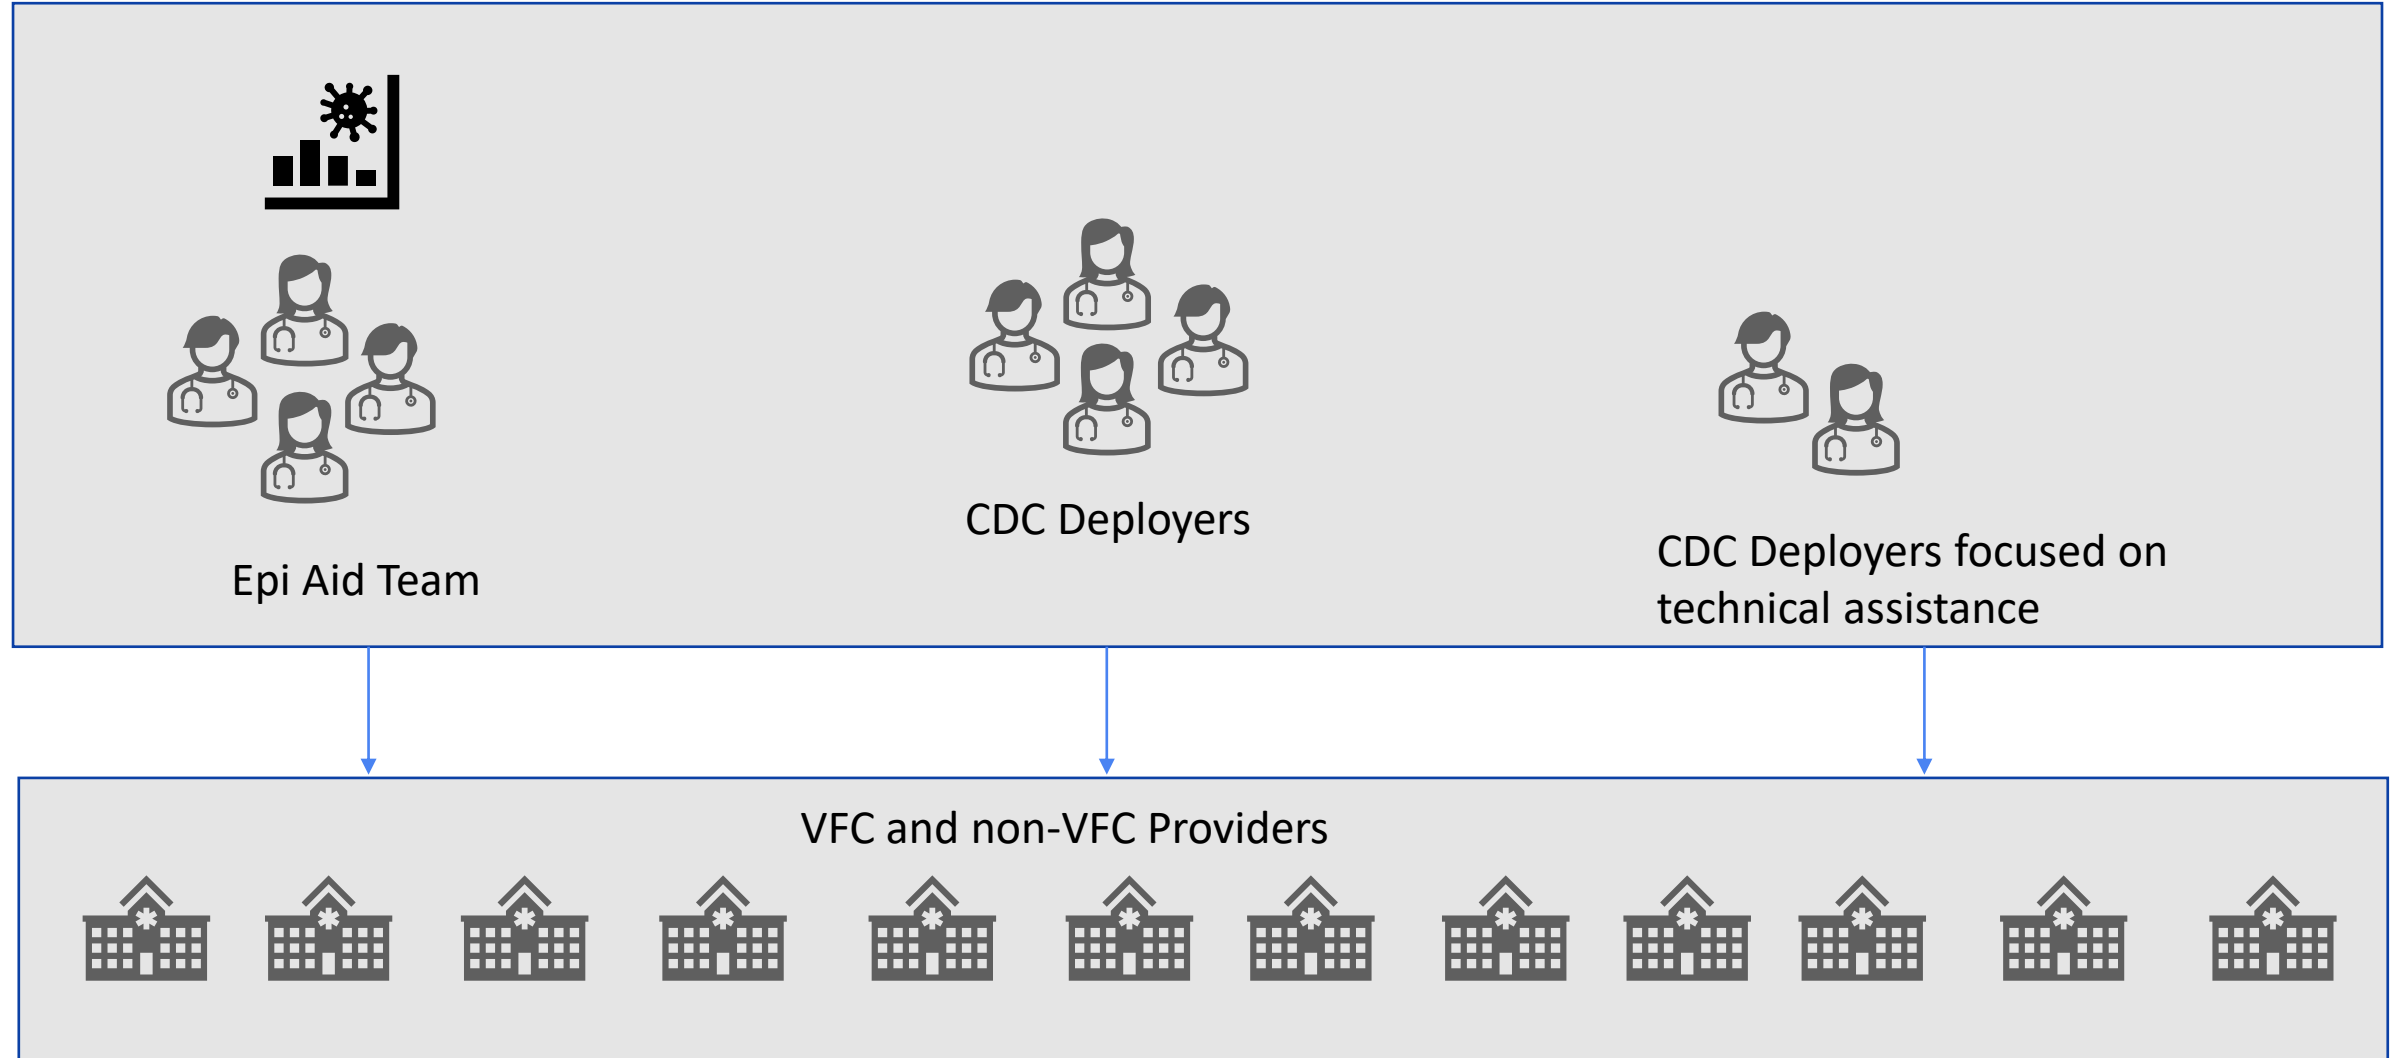 Epi Aid Team
CDC Deployers
CDC Deployers focused on
technical assistance
VFC and non-VFC Providers